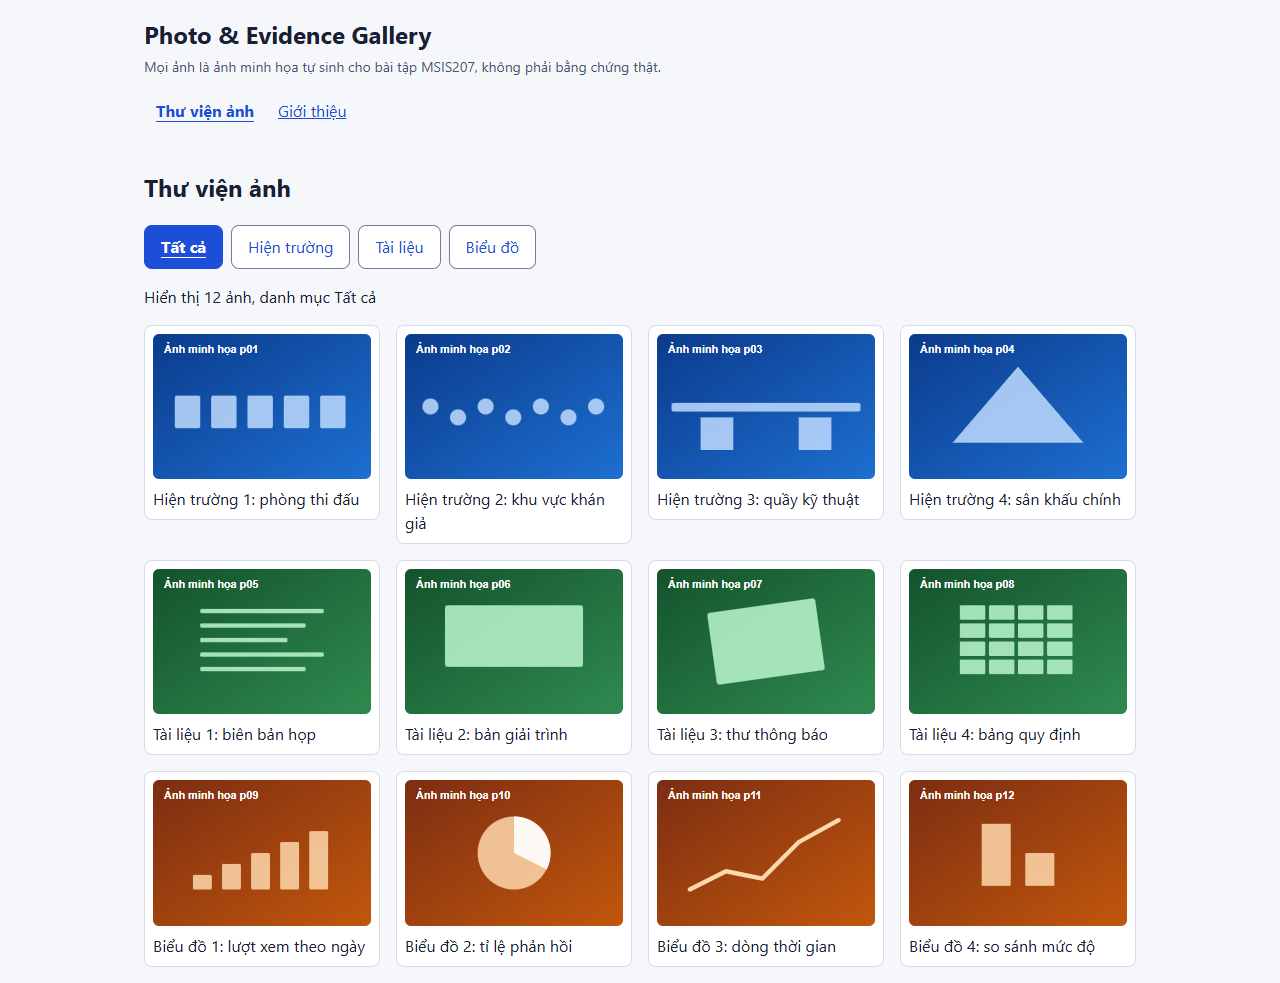 Photo & Evidence Gallery
Mọi ảnh là ảnh minh họa tự sinh cho bài tập MSIS207, không phải bằng chứng thật.
Thư viện ảnh
Giới thiệu
Thư viện ảnh
Tất cả
Hiện trường
Tài liệu
Biểu đồ
Hiển thị 12 ảnh, danh mục Tất cả
Ảnh minh họa p01
Hiện trường 1: phòng thi đấu
Ảnh minh họa p02
Hiện trường 2: khu vực khán
giả
Ảnh minh họa p03
Hiện trường 3: quầy kỹ thuật
Ảnh minh họa p04
Hiện trường 4: sân khấu chính
Ảnh minh họa p05
Tài liệu 1: biên bản họp
Ảnh minh họa p06
Tài liệu 2: bản giải trình
Ảnh minh họa p07
Tài liệu 3: thư thông báo
Ảnh minh họa p08
Tài liệu 4: bảng quy định
Ảnh minh họa p09
Biểu đồ 1: lượt xem theo ngày
Ảnh minh họa p10
Biểu đồ 2: tỉ lệ phản hồi
Ảnh minh họa p11
Biểu đồ 3: dòng thời gian
Ảnh minh họa p12
Biểu đồ 4: so sánh mức độ